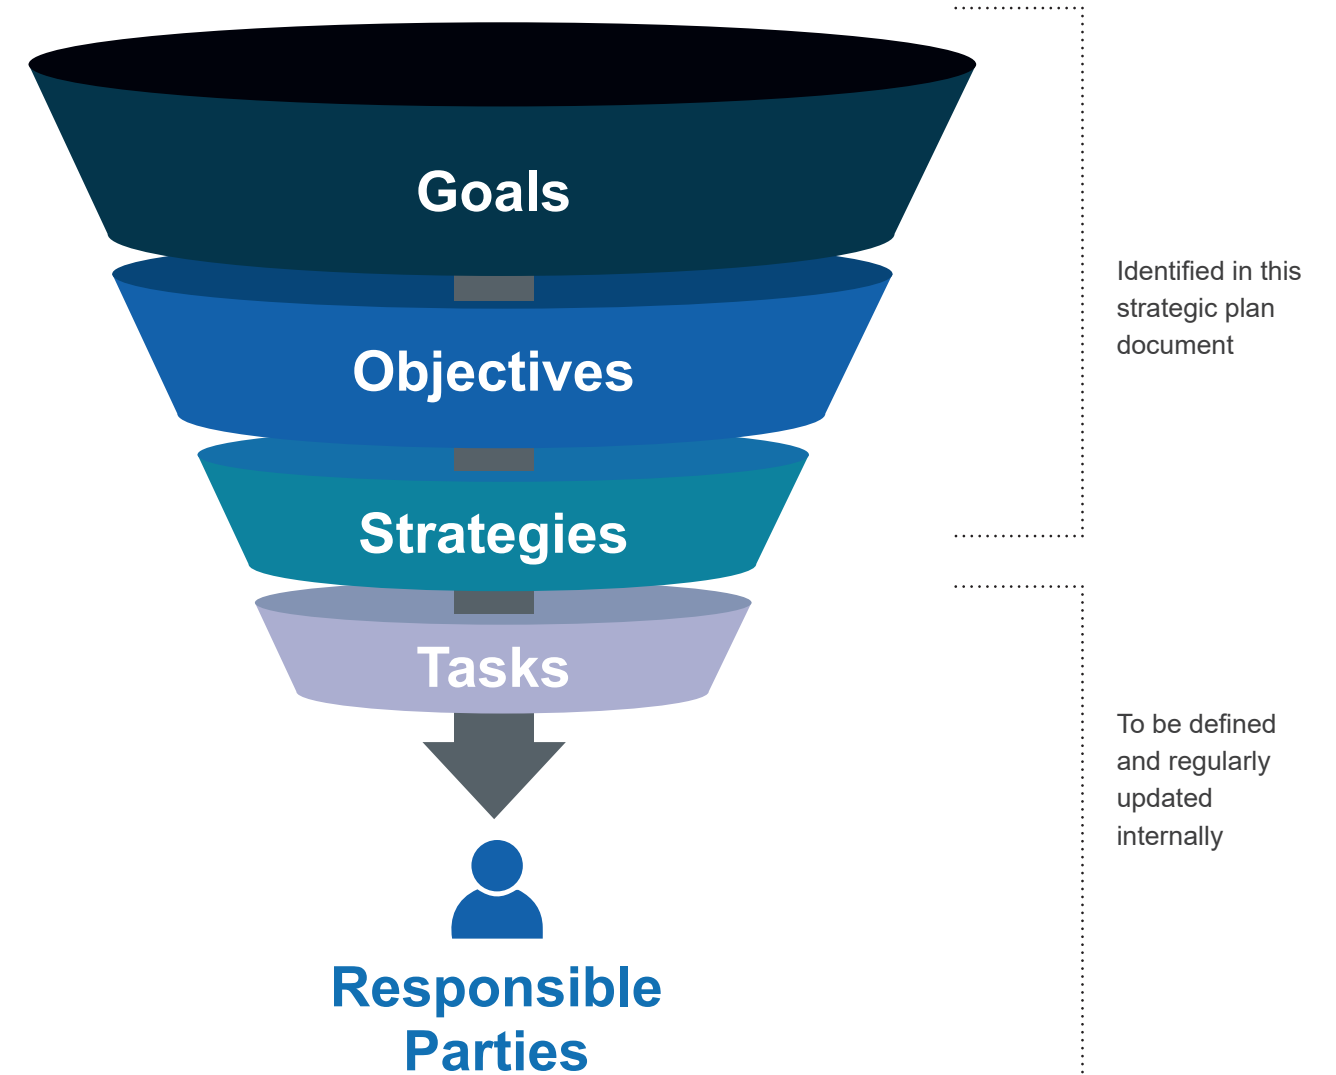 Goals
Objectives
Strategies
Tasks
Responsible
Parties
Identified in this
strategic plan
document
To be defined
and regularly
updated
internally